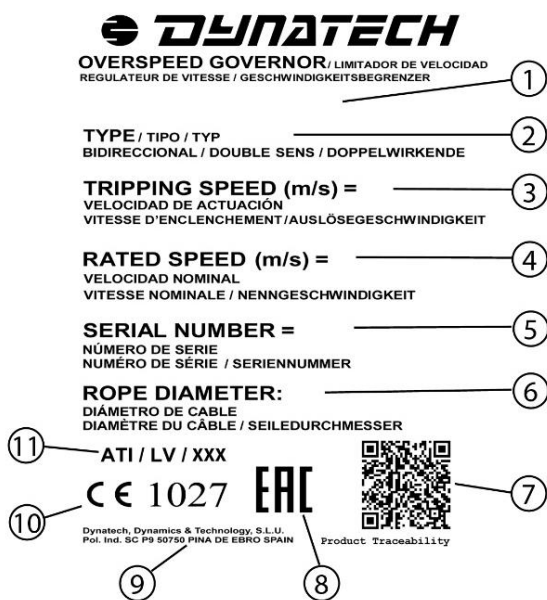 DYNATECH
OVERSPEED GOVERNOR / LIMITADOR DE VELOCIDAD
REGULATEUR DE VITESSE / GESCHWINDIGKEITSBEGRENZER
1
TYPE / TIPO / TYP
2
BIDIRECCIONAL / DOUBLE SENS / DOPPELWIRKENDE
TRIPPING SPEED (m/s) =
3
VELOCIDAD DE ACTUACIÓN
VITESSE D'ENCLENCHEMENT / AUSLÖSEGESCHWINDIGKEIT
RATED SPEED (m/s) =
4
VELOCIDAD NOMINAL
VITESSE NOMINALE / NENNGESCHWINDIGKEIT
SERIAL NUMBER =
5
NÚMERO DE SERIE
NUMÉRO DE SÉRIE / SERIENNUMMER
ROPE DIAMETER:
6
DIÁMETRO DE CABLE
DIAMÈTRE DU CÂBLE / SEILEDURCHMESSER
11
ATI / LV / XXX
10
CE 1027
EAC
7
Dynatech, Dynamics & Technology, S.L.U.
Pol. Ind. SC P9 50750 PINA DE EBRO SPAIN
Product Traceability
9
8